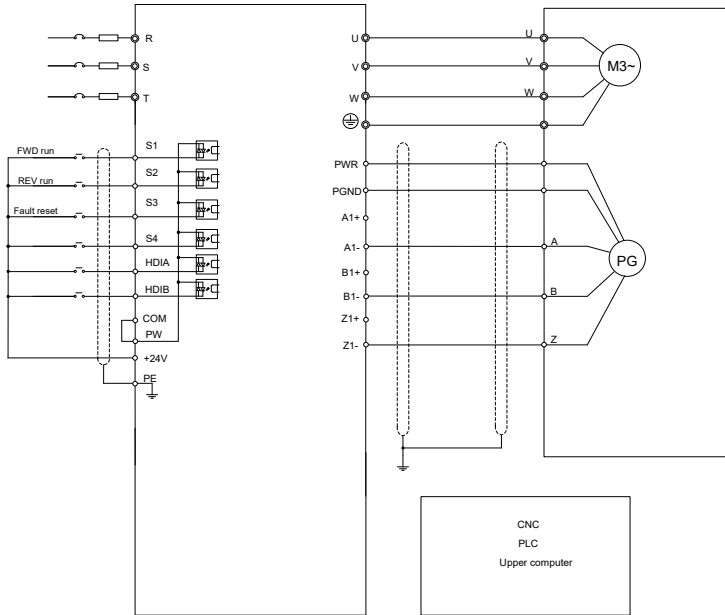 R
S
T
U
V
W
U
V
W
M3~
FWD run
S1
REV run
S2
Fault reset
S3
S4
HDIA
HDIB
COM
PW
+24V
PE
PWR
PGND
A1+
A1-
B1+
B1-
Z1+
Z1-
A
B
Z
PG
CNC
PLC
Upper computer